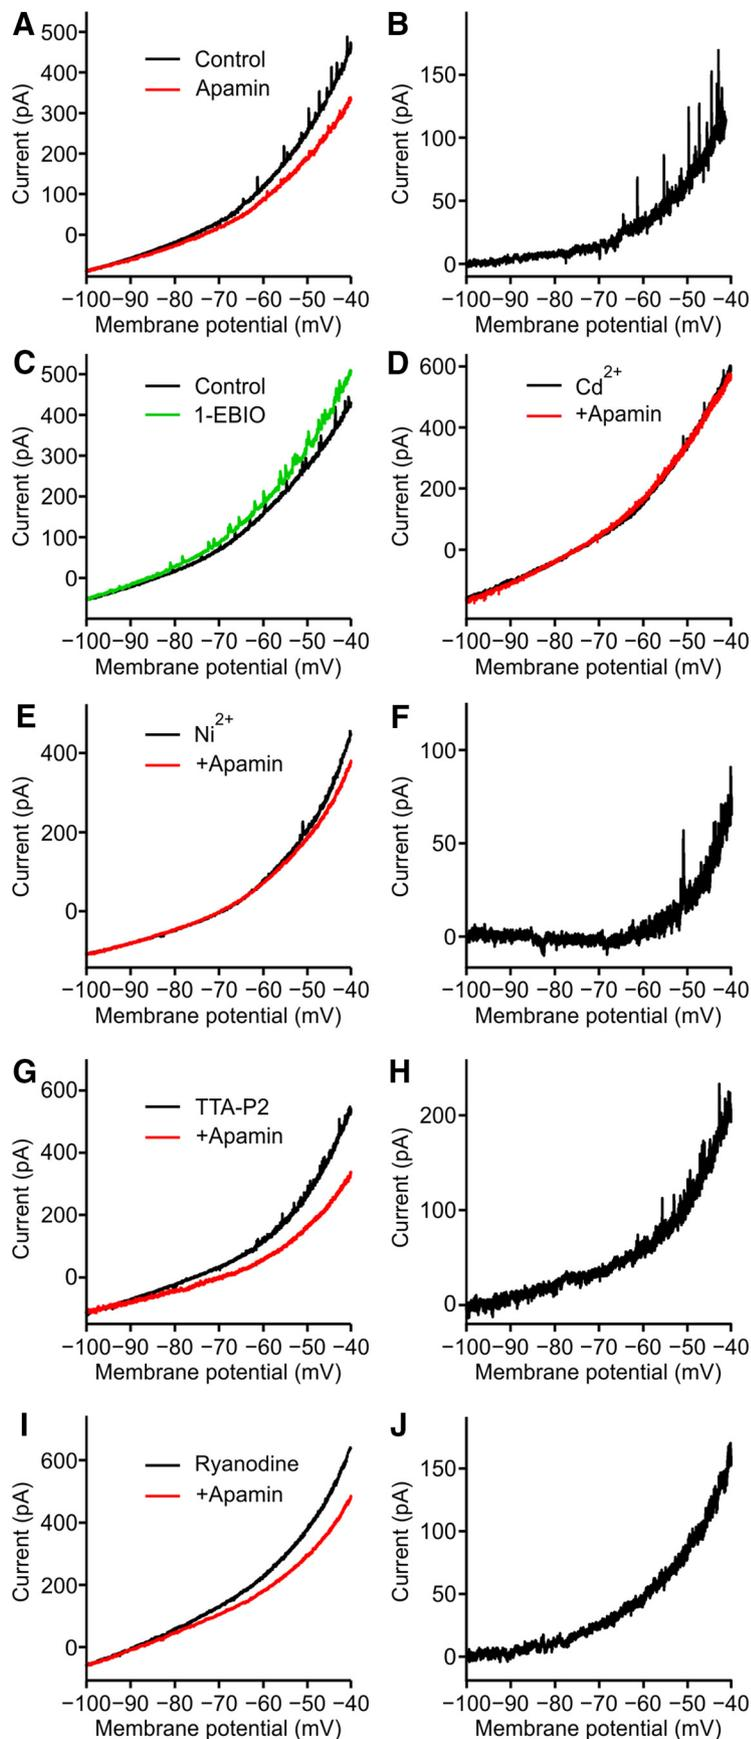 A
500
400
300
200
100
0
Current (pA)
Control
Apamin
−100−90 −80 −70 −60 −50 −40
Membrane potential (mV)
B
150
100
50
0
Current (pA)
−100−90 −80 −70 −60 −50 −40
Membrane potential (mV)
C
500
400
300
200
100
0
Current (pA)
Control
1-EBIO
−100−90 −80 −70 −60 −50 −40
Membrane potential (mV)
D
600
400
200
0
Current (pA)
Cd2+
+Apamin
−100−90 −80 −70 −60 −50 −40
Membrane potential (mV)
E
400
200
0
Current (pA)
Ni2+
+Apamin
−100−90 −80 −70 −60 −50 −40
Membrane potential (mV)
F
100
50
0
Current (pA)
−100−90 −80 −70 −60 −50 −40
Membrane potential (mV)
G
600
400
200
0
Current (pA)
TTA-P2
+Apamin
−100−90 −80 −70 −60 −50 −40
Membrane potential (mV)
H
200
100
0
Current (pA)
−100−90 −80 −70 −60 −50 −40
Membrane potential (mV)
I
600
400
200
0
Current (pA)
Ryanodine
+Apamin
−100−90 −80 −70 −60 −50 −40
Membrane potential (mV)
J
150
100
50
0
Current (pA)
−100−90 −80 −70 −60 −50 −40
Membrane potential (mV)